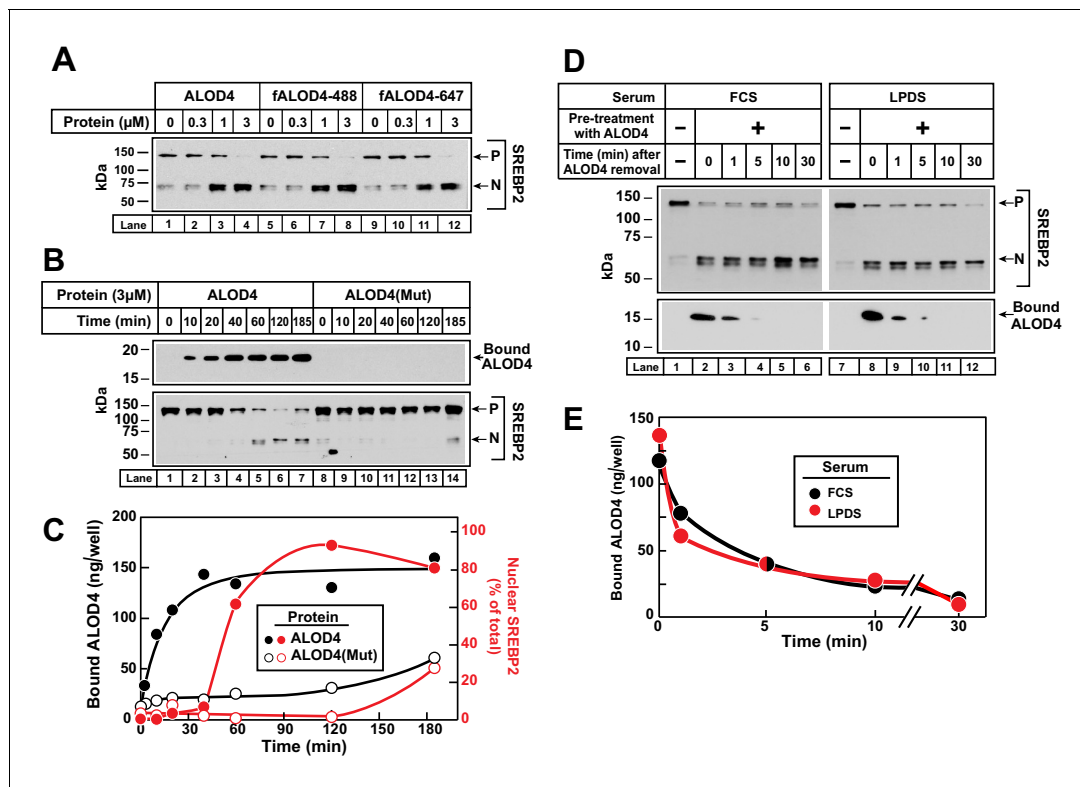 A
ALOD4 fALOD4-488 fALOD4-647
Protein (µM) 0 0.3 1 3 0 0.3 1 3 0 0.3 1 3
150
100
75
50
kDa
P
N
SREBP2
Lane 1 2 3 4 5 6 7 8 9 10 11 12
B
Protein (3µM) ALOD4 ALOD4(Mut)
Time (min) 0 10 20 40 60 120 185 0 10 20 40 60 120 185
20
15
Bound
ALOD4
kDa
150
100
75
50
P
N
SREBP2
Lane 1 2 3 4 5 6 7 8 9 10 11 12 13 14
C
Bound ALOD4 (ng/well)
200
150
100
50
0
Protein
ALOD4
ALOD4(Mut)
100
80
60
40
20
0
Nuclear SREBP2
(% of total)
0 30 60 90 120 150 180
Time (min)
D
Serum FCS LPDS
Pre-treatment
with ALOD4 – + – +
Time (min) after
ALOD4 removal – 0 1 5 10 30 – 0 1 5 10 30
150
100
75
50
kDa
P
N
SREBP2
15
Bound
ALOD4
Lane 1 2 3 4 5 6 7 8 9 10 11 12
E
Bound ALOD4 (ng/well)
150
100
50
0
Serum
FCS
LPDS
0 5 10 30
Time (min)